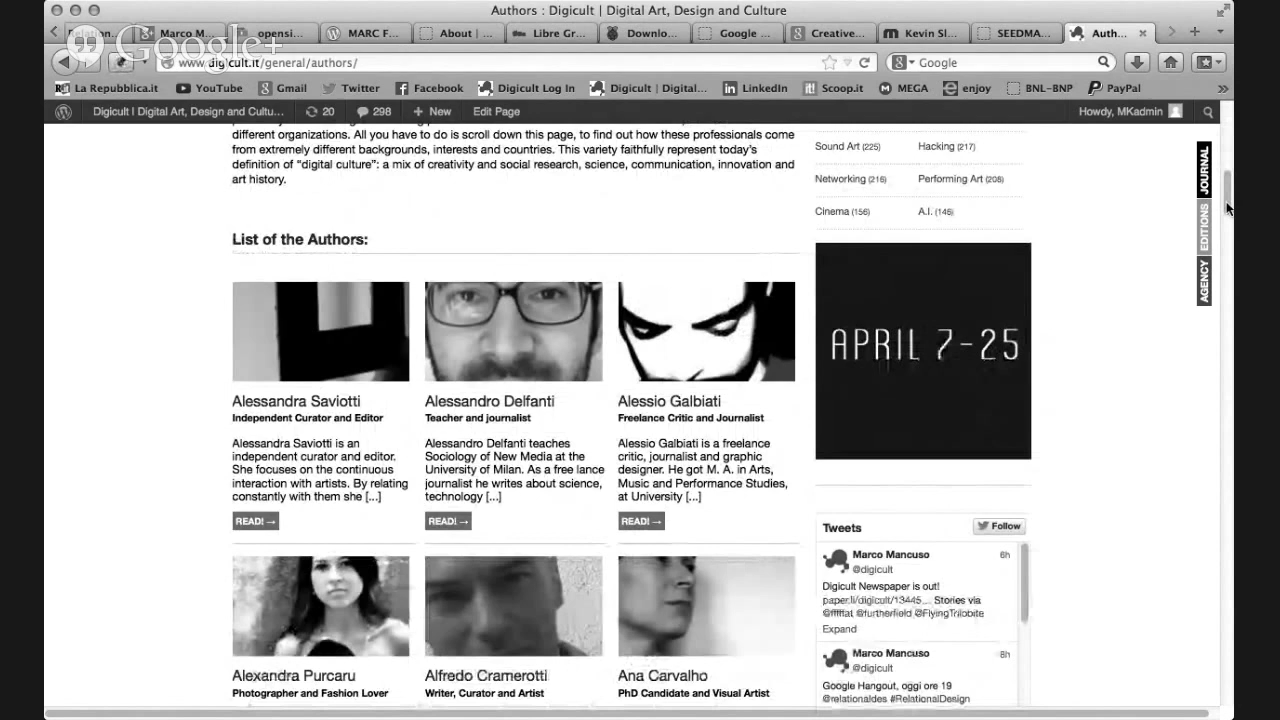 Authors : Digicult | Digital Art, Design and Culture
Relation...
Marco M...
opensi...
MARC F...
About | ...
Libre Gr...
Downlo...
Google ...
Creative...
Kevin Sl...
SEEDMA...
Auth...
Google+
www.digicult.it/general/authors/
Google
La Repubblica.it
YouTube
Gmail
Twitter
Facebook
Digicult Log In
Digicult | Digital...
LinkedIn
Scoop.it
MEGA
enjoy
BNL-BNP
PayPal
Digicult | Digital Art, Design and Cultu...
20
298
+ New
Edit Page
Howdy, MKadmin
different organizations. All you have to do is scroll down this page, to find out how these professionals come
from extremely different backgrounds, interests and countries. This variety faithfully represent today's
definition of "digital culture": a mix of creativity and social research, science, communication, innovation and
art history.
Sound Art (225)
Hacking (217)
Networking (216)
Performing Art (208)
Cinema (156)
A.I. (146)
JOURNAL
EDITIONS
AGENCY
List of the Authors:
APRIL 7-25
Alessandra Saviotti
Independent Curator and Editor
Alessandra Saviotti is an
independent curator and editor.
She focuses on the continuous
interaction with artists. By relating
constantly with them she [...]
READ! →
Alessandro Delfanti
Teacher and journalist
Alessandro Delfanti teaches
Sociology of New Media at the
University of Milan. As a free lance
journalist he writes about science,
technology [...]
READ! →
Alessio Galbiati
Freelance Critic and Journalist
Alessio Galbiati is a freelance
critic, journalist and graphic
designer. He got M. A. in Arts,
Music and Performance Studies,
at University [...]
READ! →
Alexandra Purcaru
Photographer and Fashion Lover
Alfredo Cramerotti
Writer, Curator and Artist
Ana Carvalho
PhD Candidate and Visual Artist
Tweets
Follow
Marco Mancuso
6h
@digicult
Digicult Newspaper is out!
paper.li/digicult/13445... Stories via
@fffffat @furtherfield @FlyingTrilobite
Expand
Marco Mancuso
8h
@digicult
Google Hangout, oggi ore 19
@relationaldes #RelationalDesign